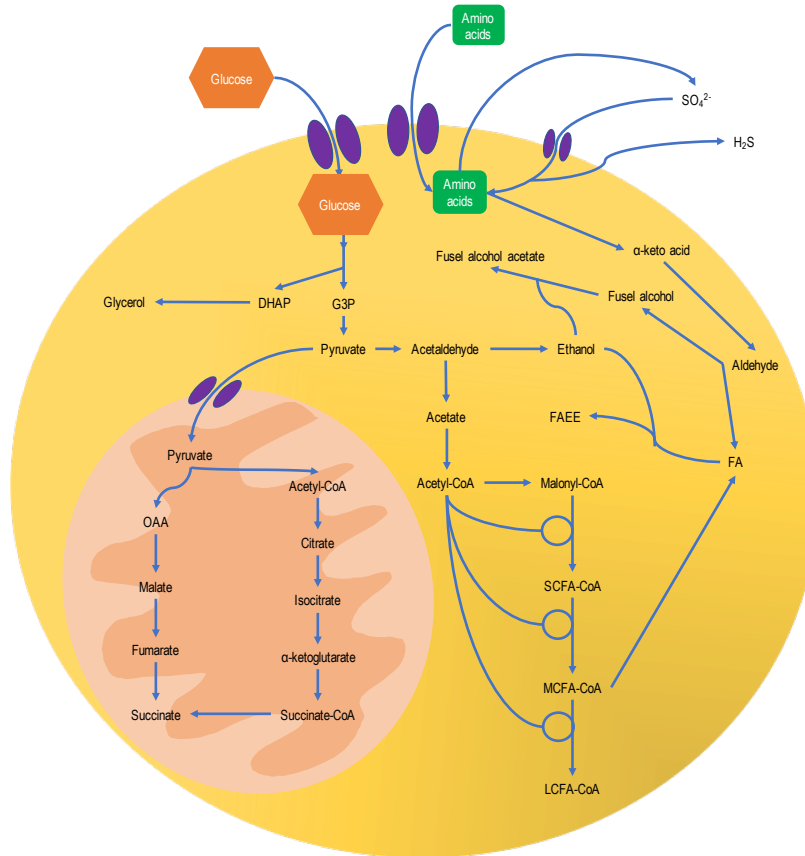 Amino
acids
Glucose
SO₄²⁻
H₂S
Amino
acids
Glucose
α-keto acid
Fusel alcohol acetate
Fusel alcohol
Glycerol
DHAP
G3P
Pyruvate
Acetaldehyde
Ethanol
Aldehyde
Acetate
FAEE
Pyruvate
FA
Acetyl-CoA
Acetyl-CoA
Malonyl-CoA
OAA
Citrate
Malate
SCFA-CoA
Isocitrate
Fumarate
α-ketoglutarate
MCFA-CoA
Succinate
Succinate-CoA
LCFA-CoA